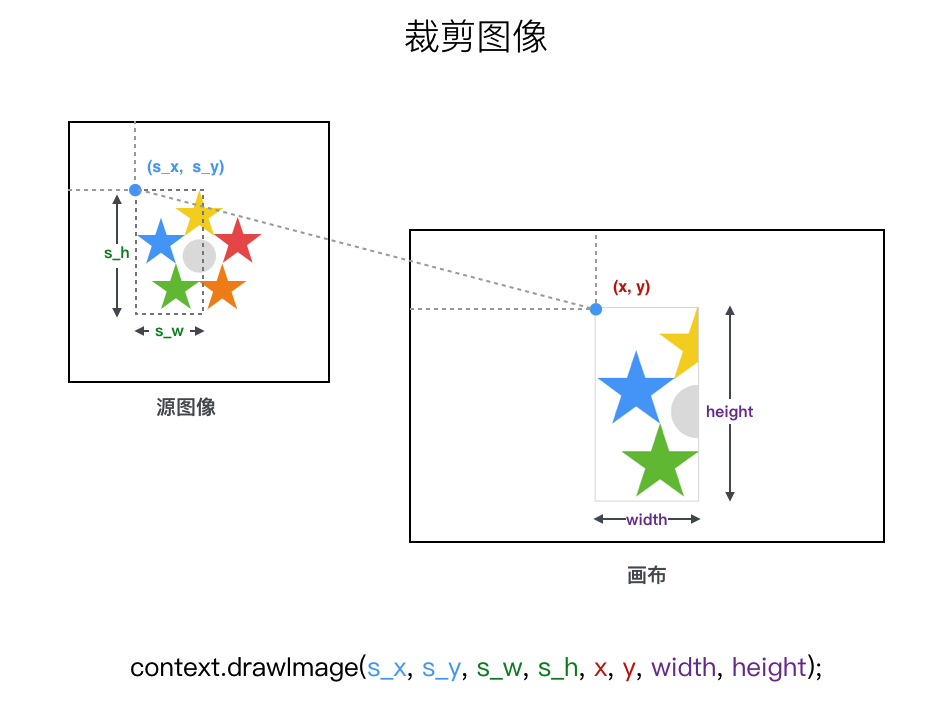 裁剪图像
(s_x, s_y)
s_h
s_w
源图像
(x, y)
height
width
画布
context.drawImage(s_x, s_y, s_w, s_h, x, y, width, height);